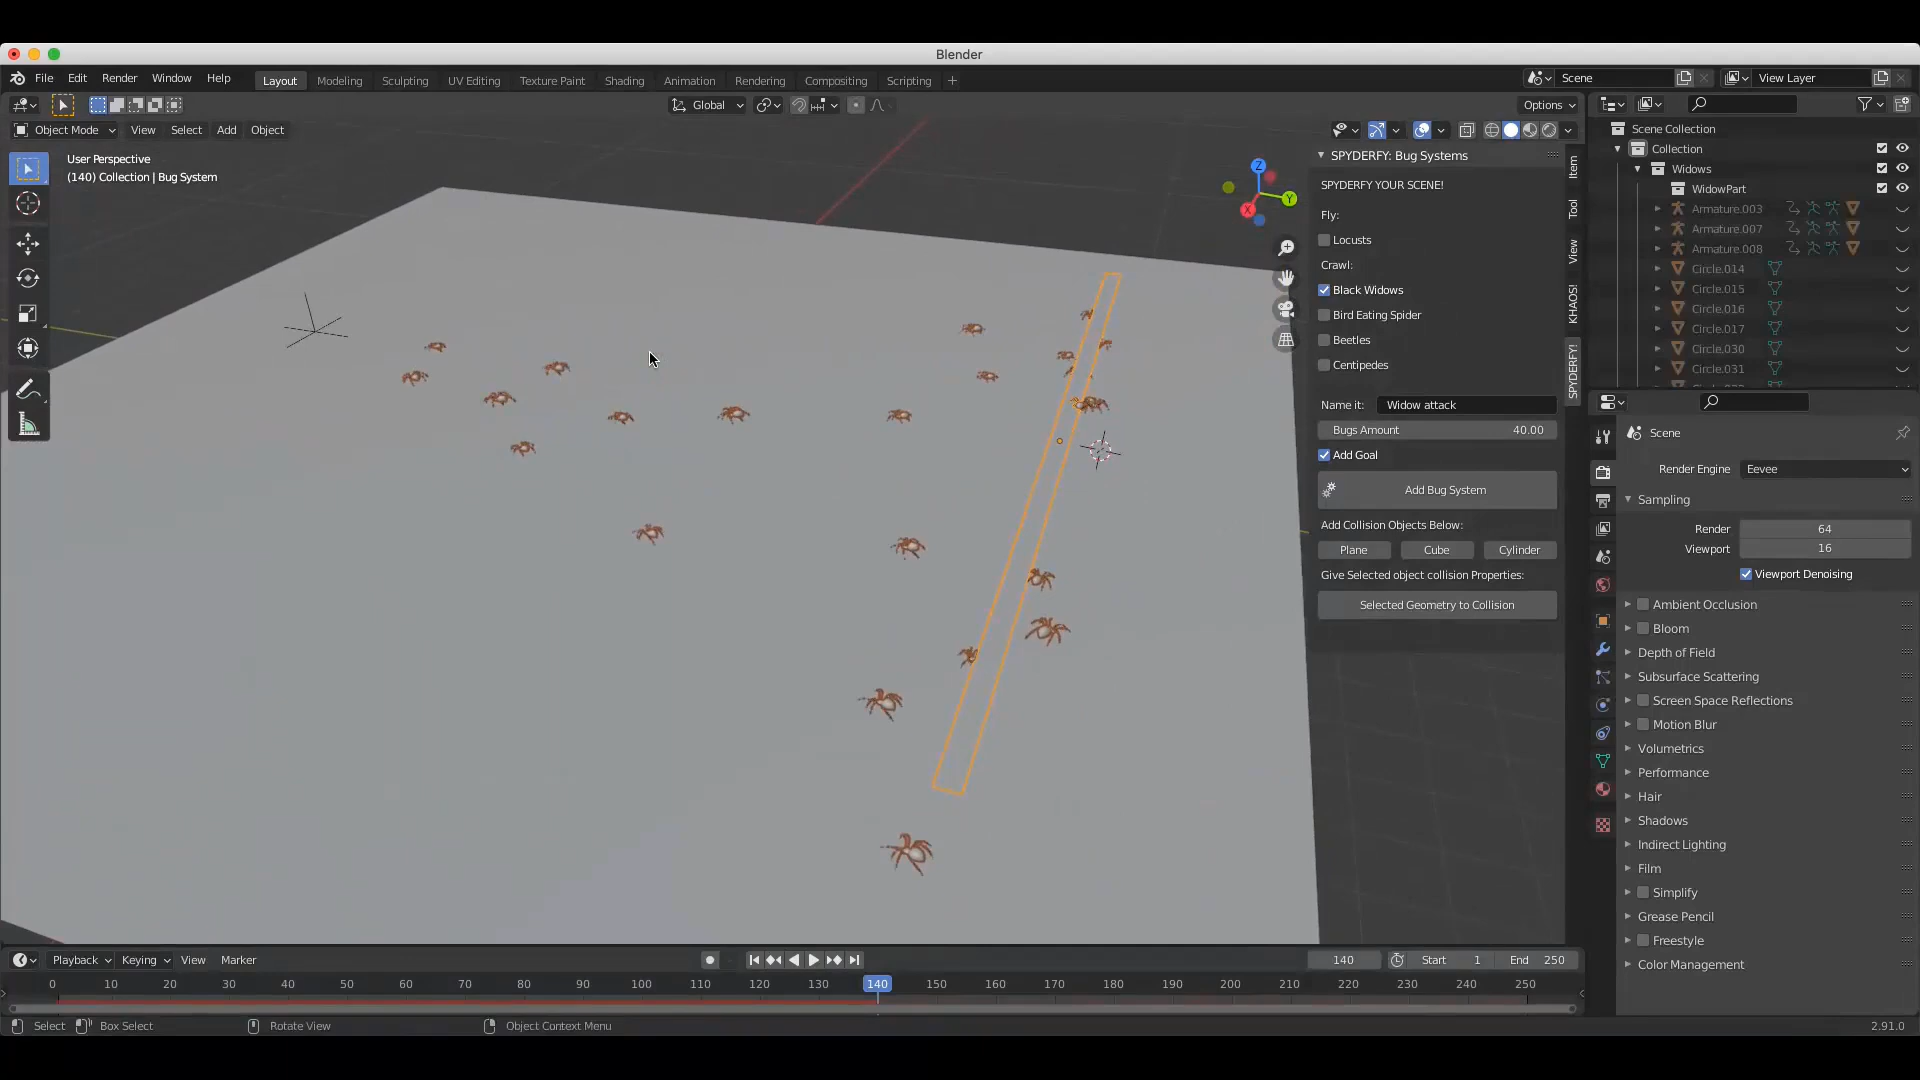 Blender
File Edit Render Window Help
Layout Modeling Sculpting UV Editing Texture Paint Shading Animation Rendering Compositing Scripting +
Scene View Layer
Global Options
Object Mode View Select Add Object
User Perspective
(140) Collection | Bug System
Z
Y
X
SPYDERFY: Bug Systems
SPYDERFY YOUR SCENE!
Fly:
Locusts
Crawl:
Black Widows
Bird Eating Spider
Beetles
Centipedes
Name it: Widow attack
Bugs Amount 40.00
Add Goal
Add Bug System
Add Collision Objects Below:
Plane Cube Cylinder
Give Selected object collision Properties:
Selected Geometry to Collision
Item
Tool
View
KHAOS!
SPYDERFY!
Scene Collection
Collection
Widows
WidowPart
Armature.003
Armature.007
Armature.008
Circle.014
Circle.015
Circle.016
Circle.017
Circle.030
Circle.031
Scene
Render Engine Eevee
Sampling
Render 64
Viewport 16
Viewport Denoising
Ambient Occlusion
Bloom
Depth of Field
Subsurface Scattering
Screen Space Reflections
Motion Blur
Volumetrics
Performance
Hair
Shadows
Indirect Lighting
Film
Simplify
Grease Pencil
Freestyle
Color Management
Playback Keying View Marker 140 Start 1 End 250
0 10 20 30 40 50 60 70 80 90 100 110 120 130 140 150 160 170 180 190 200 210 220 230 240 250
Select Box Select Rotate View Object Context Menu 2.91.0